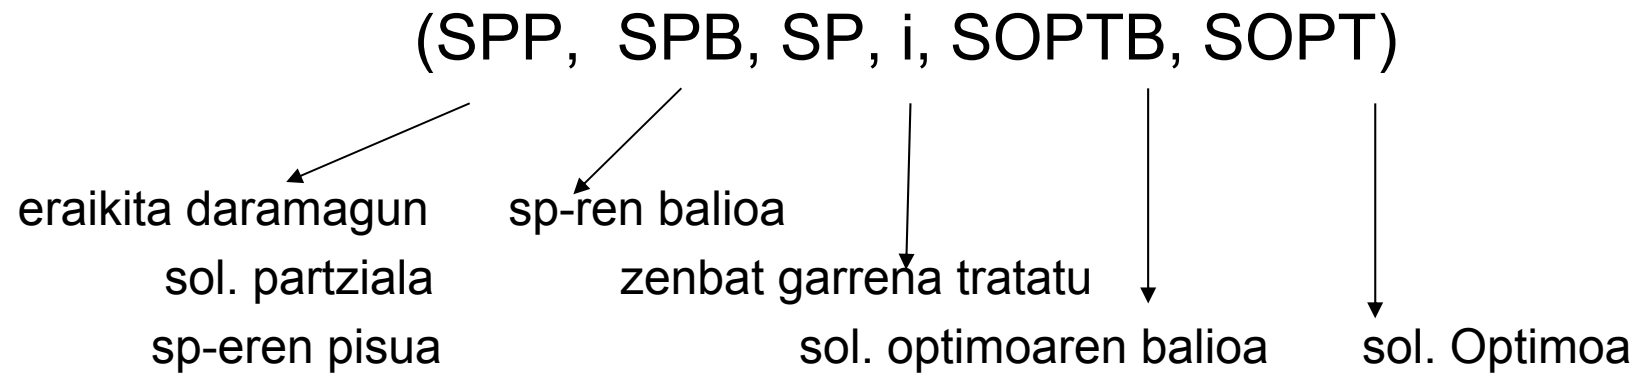 (SPP, SPB, SP, i, SOPTB, SOPT)
eraikita daramagun sp-ren balioa
sol. partziala zenbat garrena tratatu
sp-eren pisua sol. optimoaren balioa sol. Optimoa